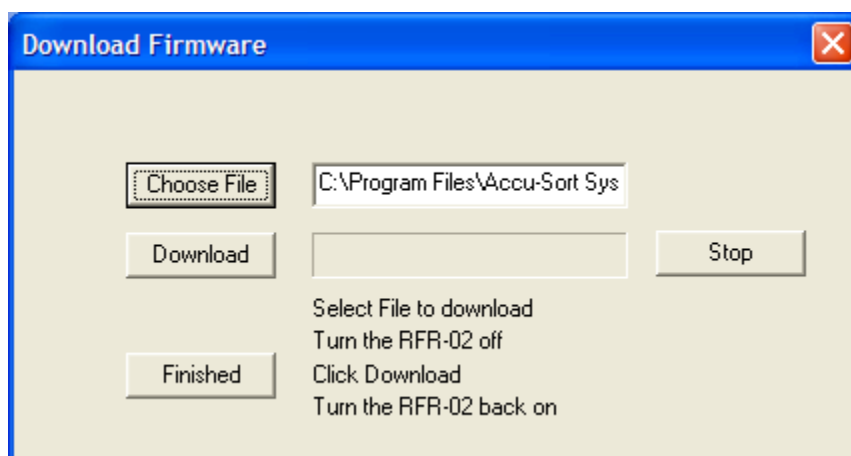 Download Firmware
Choose File
C:\Program Files\Accu-Sort Sys
Download
Stop
Select File to download
Turn the RFR-02 off
Finished
Click Download
Turn the RFR-02 back on